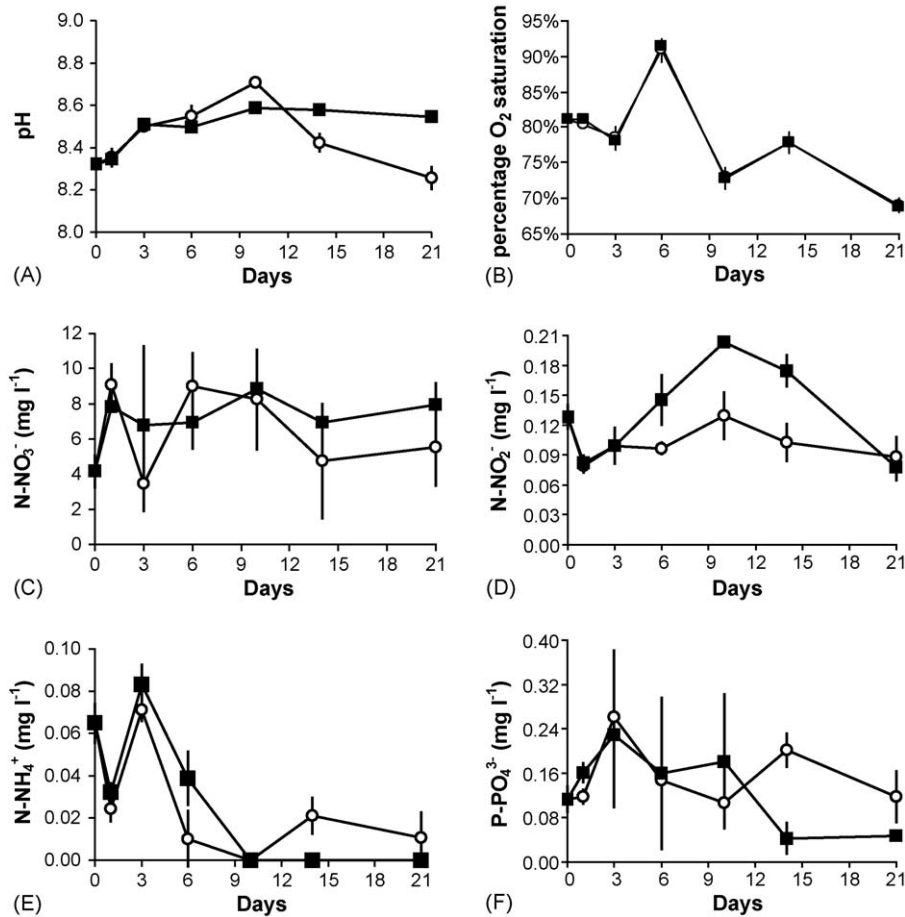 9.0
8.8
8.6
8.4
8.2
8.0
pH
0 3 6 9 12 15 18 21
Days
(A)
95%
90%
85%
80%
75%
70%
65%
percentage O₂ saturation
0 3 6 9 12 15 18 21
Days
(B)
12
10
8
6
4
2
0
N-NO₃⁻ (mg l⁻¹)
0 3 6 9 12 15 18 21
Days
(C)
0.21
0.18
0.15
0.12
0.09
0.06
0.03
0.00
N-NO₂⁻ (mg l⁻¹)
0 3 6 9 12 15 18 21
Days
(D)
0.10
0.08
0.06
0.04
0.02
0.00
N-NH₄⁺ (mg l⁻¹)
0 3 6 9 12 15 18 21
Days
(E)
0.40
0.32
0.24
0.16
0.08
0.00
P-PO₄³⁻ (mg l⁻¹)
0 3 6 9 12 15 18 21
Days
(F)